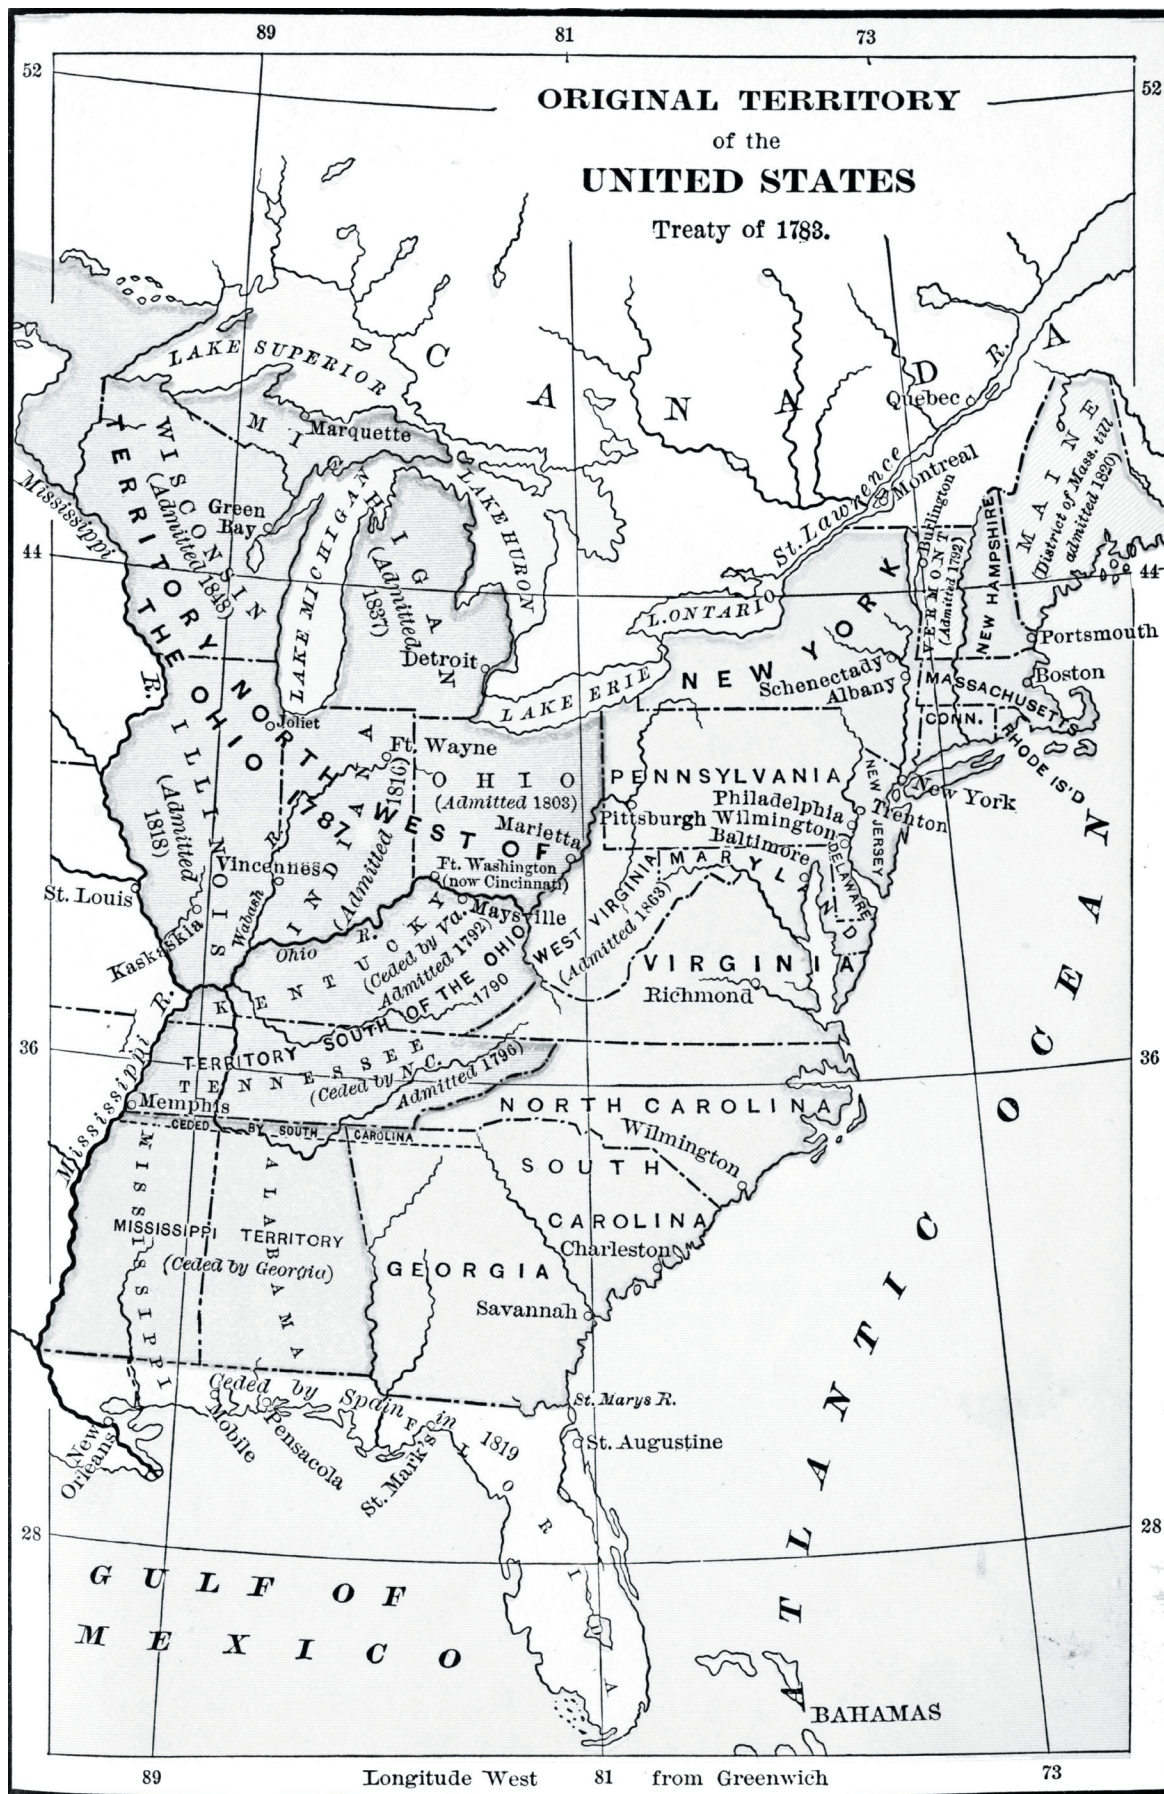 89 81 73
52 52
ORIGINAL TERRITORY
of the
UNITED STATES
Treaty of 1783.
CANADA
LAKE SUPERIOR
Quebec
R.
MICHIGAN
Marquette
(Admitted
1837)
WISCONSIN
(Admitted 1848)
Green
Bay
LAKE MICHIGAN
LAKE HURON
St. Lawrence
Montreal
Burlington
MAINE
(District of Mass. till
admitted 1820)
Mississippi
R.
44 44
TERRITORY NORTH WEST OF
THE OHIO
1787
L. ONTARIO
VERMONT
(Admitted 1792)
NEW HAMPSHIRE
Portsmouth
Boston
Detroit
LAKE ERIE
NEW YORK
Schenectady
Albany
MASSACHUSETTS
CONN.
RHODE IS'D
Joliet
Ft. Wayne
ILLINOIS
(Admitted
1818)
INDIANA
(Admitted 1816)
OHIO
(Admitted 1803)
Marietta
PENNSYLVANIA
Philadelphia
Pittsburgh Wilmington
Baltimore
NEW JERSEY
New York
Trenton
Vincennes
Wabash R.
Ft. Washington
(now Cincinnati)
MARYLAND
DELAWARE
St. Louis
Kaskaskia
Maysville
Ohio R.
WEST VIRGINIA
(Admitted 1863)
VIRGINIA
Richmond
KENTUCKY
(Ceded by Va.
Admitted 1792)
Mississippi R.
TERRITORY SOUTH OF THE OHIO
1790
36 36
TENNESSEE
(Ceded by N.C.
Admitted 1796)
Memphis
NORTH CAROLINA
CEDED BY SOUTH CAROLINA
Wilmington
SOUTH
CAROLINA
Charleston
MISSISSIPPI
ALABAMA
MISSISSIPPI TERRITORY
(Ceded by Georgia)
GEORGIA
Savannah
ATLANTIC OCEAN
Ceded by Spain in 1819
St. Marys R.
New
Orleans
Mobile
Pensacola
St. Mark's
St. Augustine
FLORIDA
28 28
GULF OF
MEXICO
BAHAMAS
89 Longitude West 81 from Greenwich 73